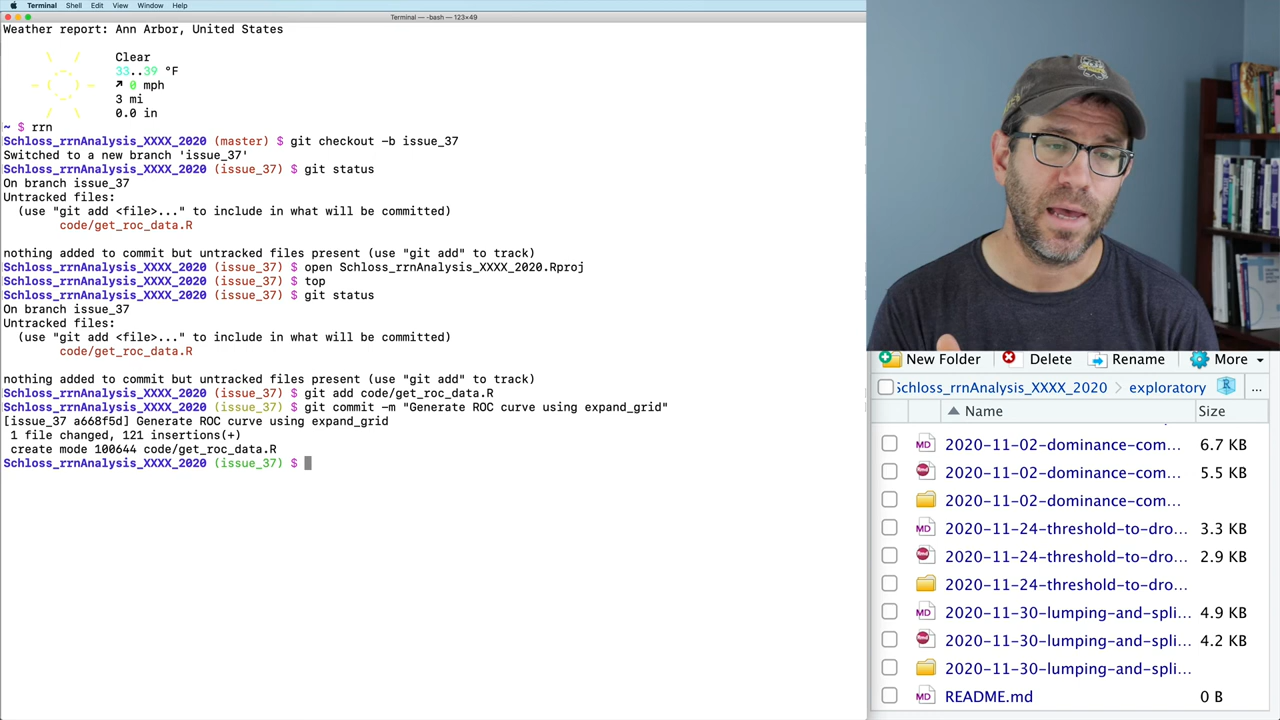 Terminal Shell Edit View Window Help
Terminal — -bash — 123×49
Weather report: Ann Arbor, United States
Clear
33..39 °F
↗ 0 mph
3 mi
0.0 in
~ $ rrn
Schloss_rrnAnalysis_XXXX_2020 (master) $ git checkout -b issue_37
Switched to a new branch 'issue_37'
Schloss_rrnAnalysis_XXXX_2020 (issue_37) $ git status
On branch issue_37
Untracked files:
(use "git add <file>..." to include in what will be committed)
code/get_roc_data.R
nothing added to commit but untracked files present (use "git add" to track)
Schloss_rrnAnalysis_XXXX_2020 (issue_37) $ open Schloss_rrnAnalysis_XXXX_2020.Rproj
Schloss_rrnAnalysis_XXXX_2020 (issue_37) $ top
Schloss_rrnAnalysis_XXXX_2020 (issue_37) $ git status
On branch issue_37
Untracked files:
(use "git add <file>..." to include in what will be committed)
code/get_roc_data.R
nothing added to commit but untracked files present (use "git add" to track)
Schloss_rrnAnalysis_XXXX_2020 (issue_37) $ git add code/get_roc_data.R
Schloss_rrnAnalysis_XXXX_2020 (issue_37) $ git commit -m "Generate ROC curve using expand_grid"
[issue_37 a668f5d] Generate ROC curve using expand_grid
1 file changed, 121 insertions(+)
create mode 100644 code/get_roc_data.R
Schloss_rrnAnalysis_XXXX_2020 (issue_37) $
New Folder Delete Rename More
Schloss_rrnAnalysis_XXXX_2020 > exploratory ...
Name Size
MD 2020-11-02-dominance-com... 6.7 KB
Rmd 2020-11-02-dominance-com... 5.5 KB
2020-11-02-dominance-com...
MD 2020-11-24-threshold-to-dro... 3.3 KB
Rmd 2020-11-24-threshold-to-dro... 2.9 KB
2020-11-24-threshold-to-dro...
MD 2020-11-30-lumping-and-spli... 4.9 KB
Rmd 2020-11-30-lumping-and-spli... 4.2 KB
2020-11-30-lumping-and-spli...
MD README.md 0 B